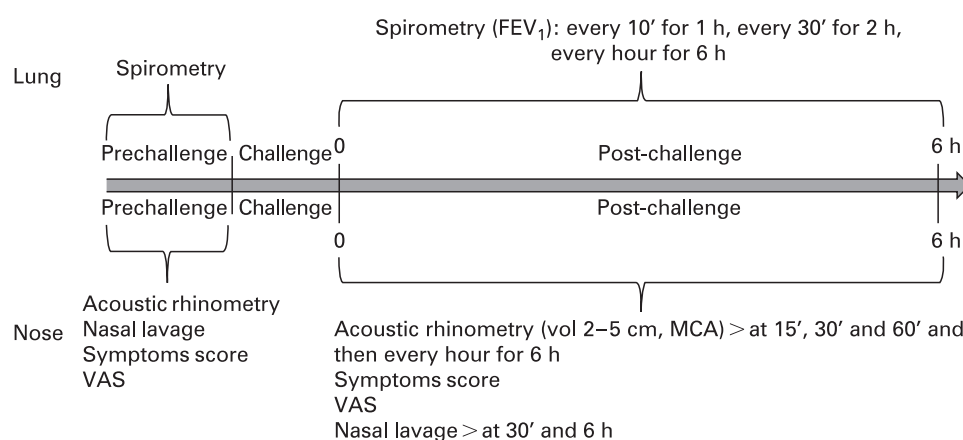 Spirometry (FEV₁): every 10′ for 1 h, every 30′ for 2 h,
every hour for 6 h
Lung
Spirometry
Prechallenge Challenge 0 Post-challenge 6 h
Prechallenge Challenge Post-challenge
0 6 h
Acoustic rhinometry
Nasal lavage
Symptoms score
VAS
Nose
Acoustic rhinometry (vol 2–5 cm, MCA) > at 15′, 30′ and 60′ and
then every hour for 6 h
Symptoms score
VAS
Nasal lavage > at 30′ and 6 h